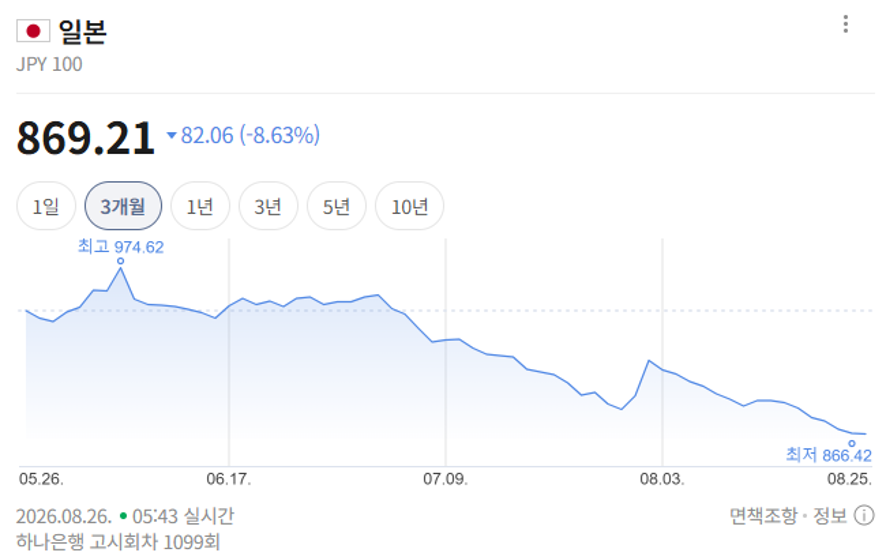 일본
JPY 100
869.21 ▼82.06 (-8.63%)
1일 3개월 1년 3년 5년 10년
최고 974.62
최저 866.42
05.26. 06.17. 07.09. 08.03. 08.25.
2026.08.26. • 05:43 실시간 면책조항 · 정보
하나은행 고시회차 1099회